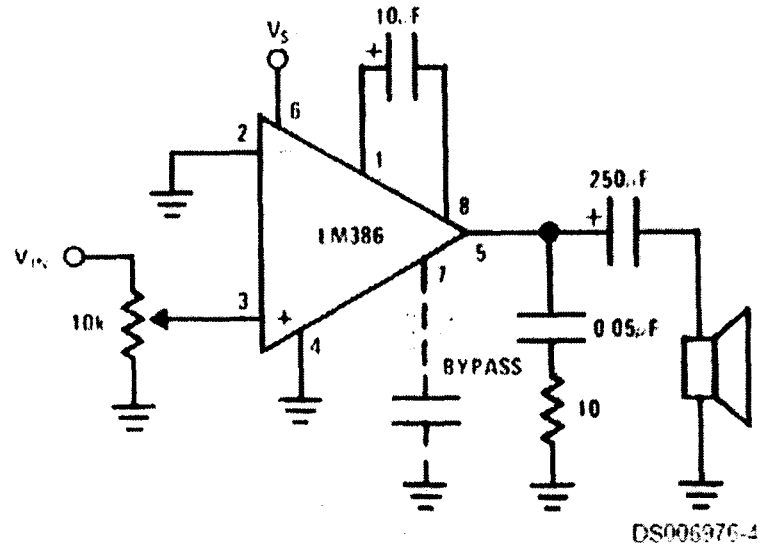 10µF
Vs
6
2
1
250µF
8
+
LM386
5
7
VIN
10k
3
+
4
0.05µF
BYPASS
10
+
DS006976-4